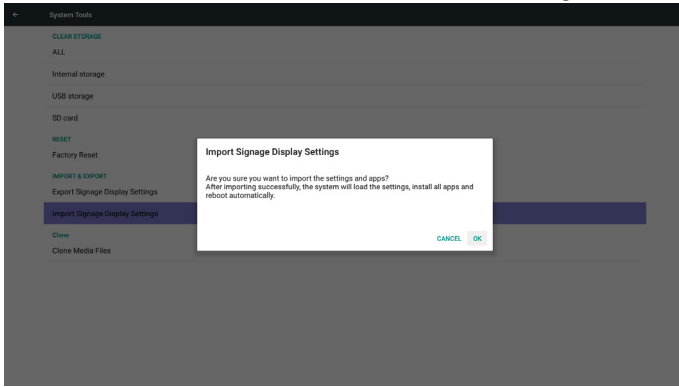 System Tools
CLEAR STORAGE
ALL
Internal storage
USB storage
SD card
RESET
Factory Reset
IMPORT & EXPORT
Export Signage Display Settings
Import Signage Display Settings
Clone
Clone Media Files
Import Signage Display Settings
Are you sure you want to import the settings and apps?
After importing successfully, the system will load the settings, install all apps and
reboot automatically.
CANCEL OK